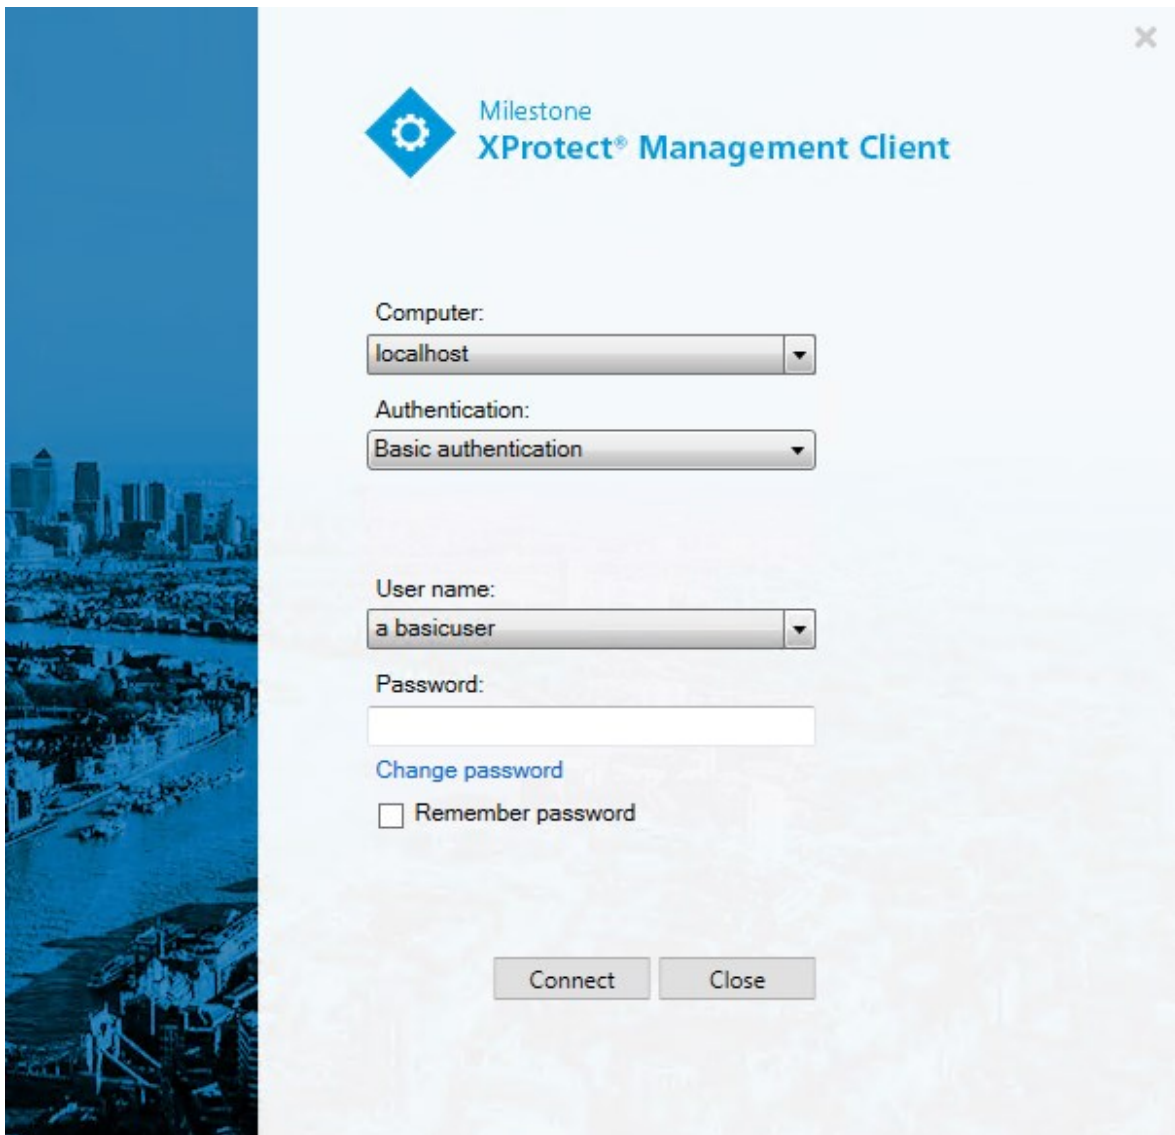 Milestone
XProtect® Management Client
Computer:
localhost
Authentication:
Basic authentication
User name:
a basicuser
Password:
Change password
Remember password
Connect Close